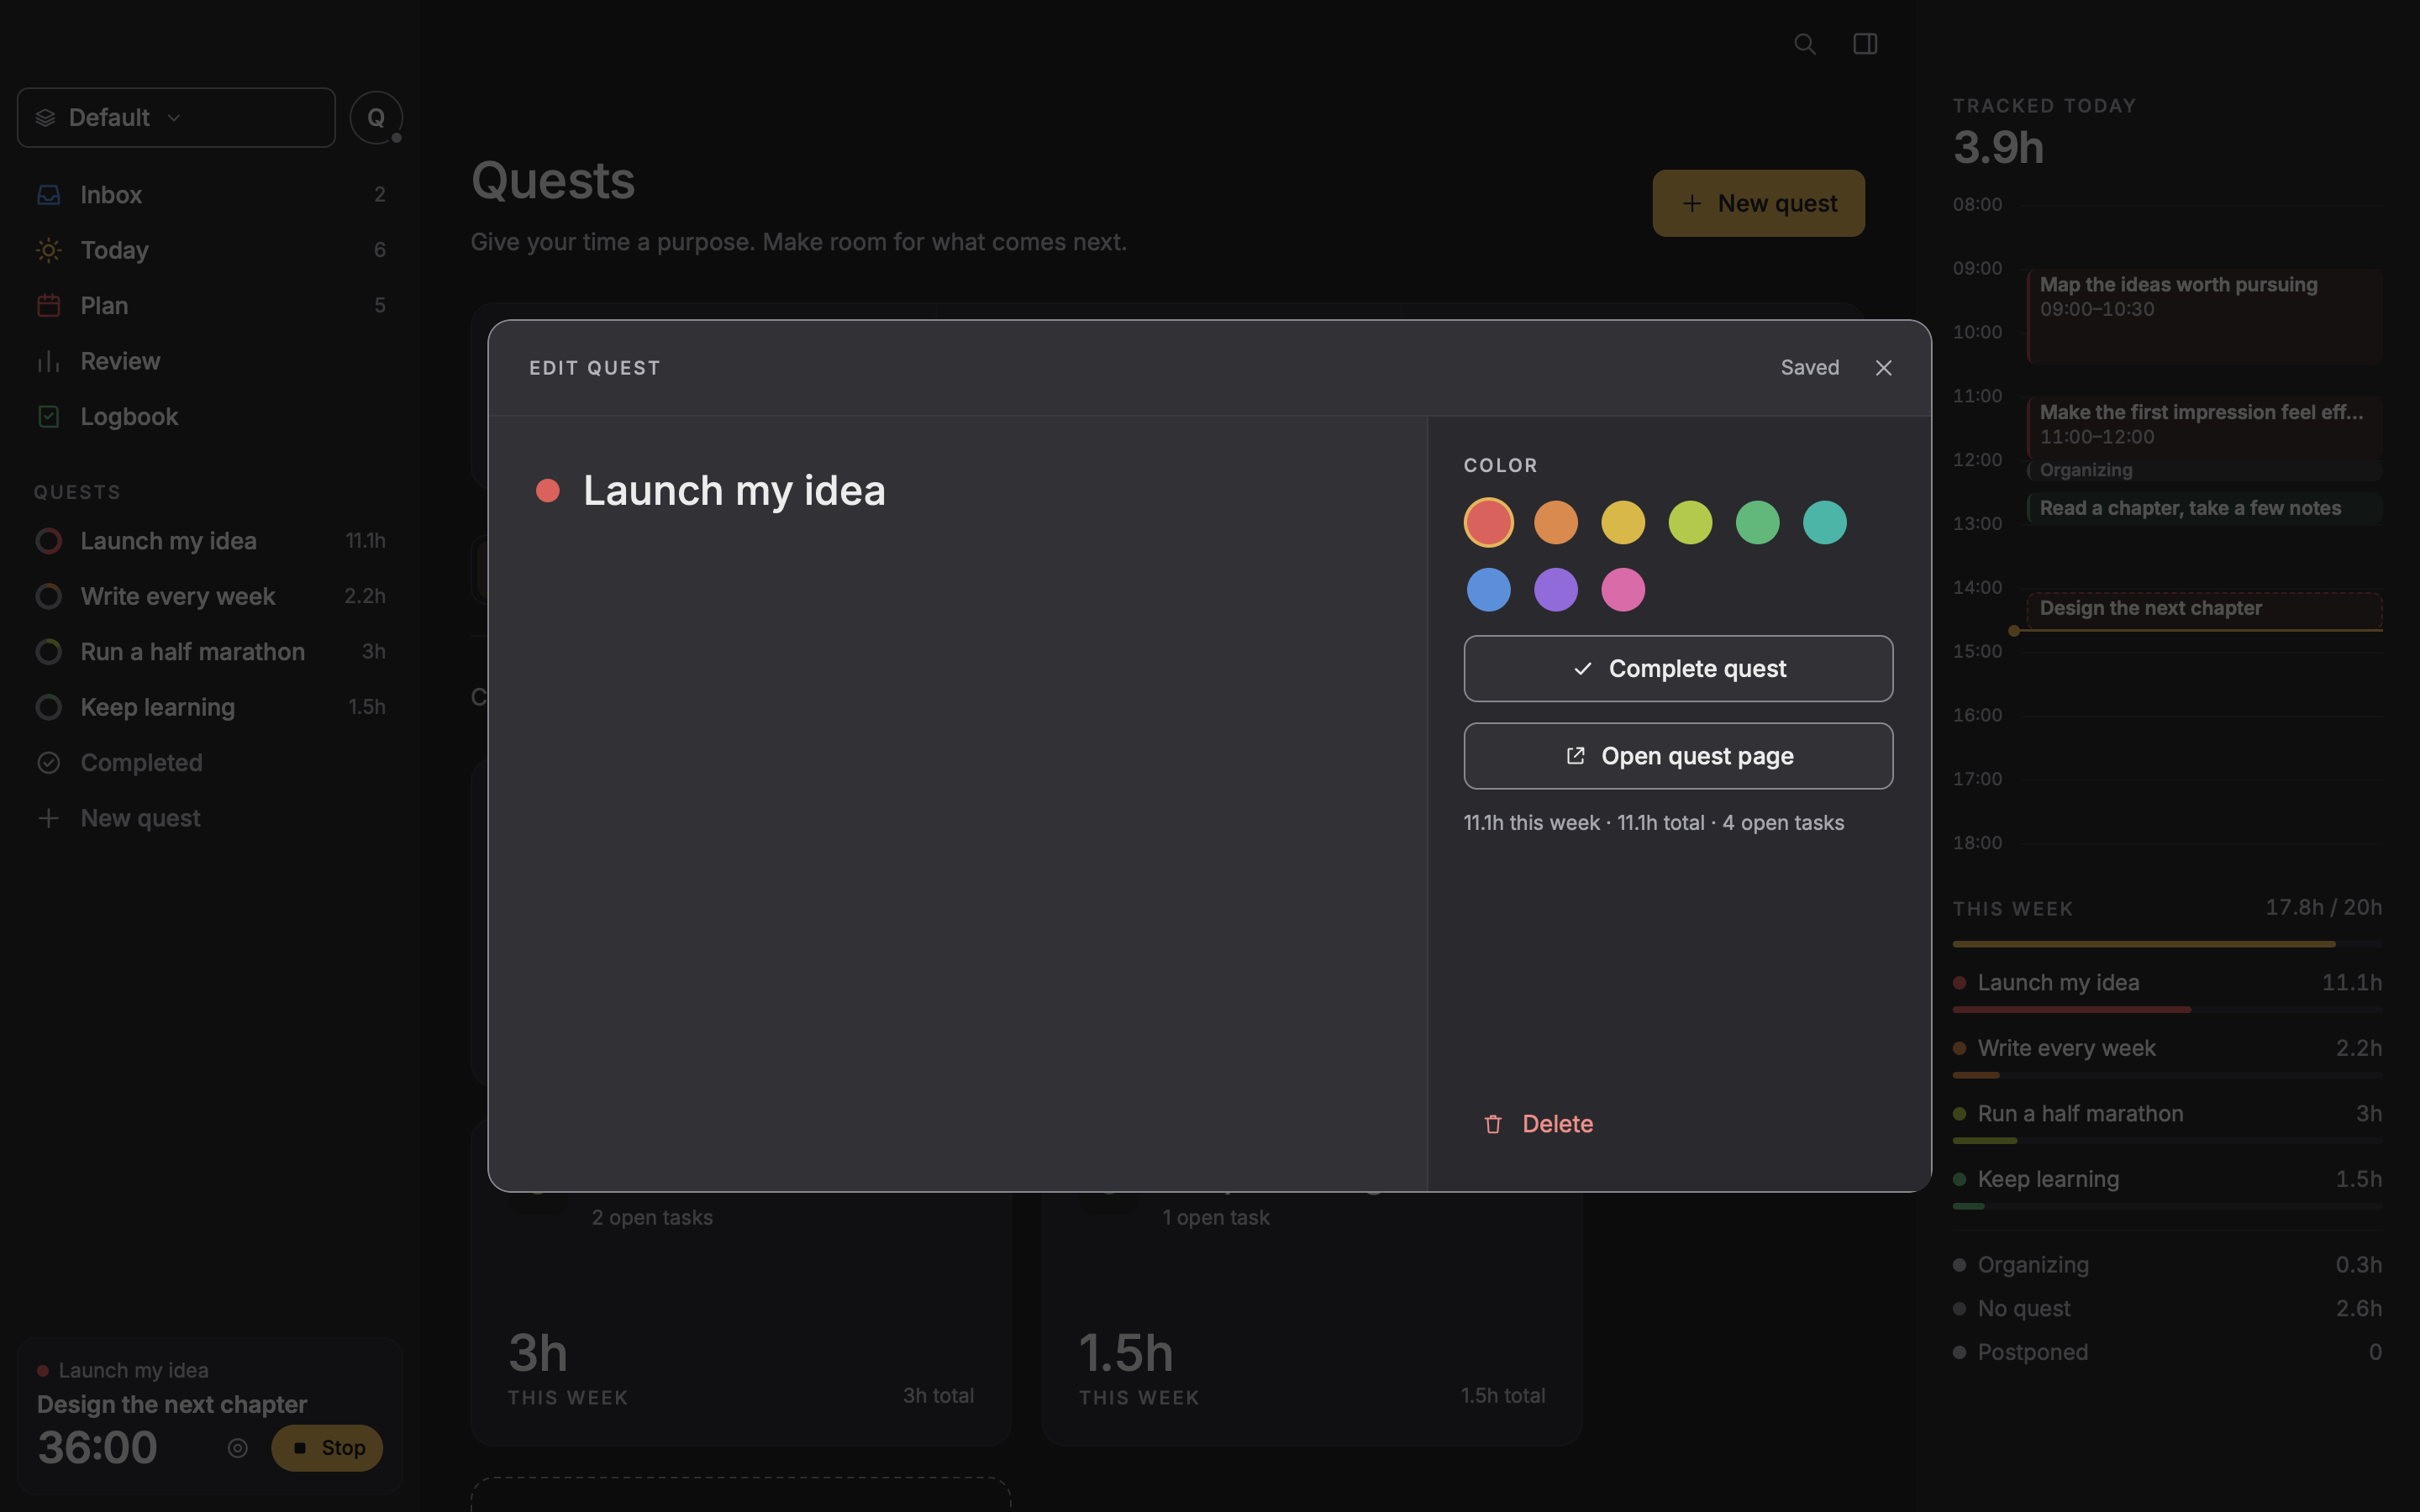 Default
Q
Inbox 2
Today 6
Plan 5
Review
Logbook
QUESTS
Launch my idea 11.1h
Write every week 2.2h
Run a half marathon 3h
Keep learning 1.5h
Completed
New quest
Launch my idea
Design the next chapter
36:00
Stop
Quests
Give your time a purpose. Make room for what comes next.
New quest
EDIT QUEST
Saved
Launch my idea
COLOR
Complete quest
Open quest page
11.1h this week · 11.1h total · 4 open tasks
Delete
2 open tasks
3h
THIS WEEK
3h total
1 open task
1.5h
THIS WEEK
1.5h total
TRACKED TODAY
3.9h
08:00
09:00
Map the ideas worth pursuing
09:00–10:30
10:00
11:00
Make the first impression feel eff...
11:00–12:00
12:00
Organizing
Read a chapter, take a few notes
13:00
14:00
Design the next chapter
15:00
16:00
17:00
18:00
THIS WEEK 17.8h / 20h
Launch my idea 11.1h
Write every week 2.2h
Run a half marathon 3h
Keep learning 1.5h
Organizing 0.3h
No quest 2.6h
Postponed 0